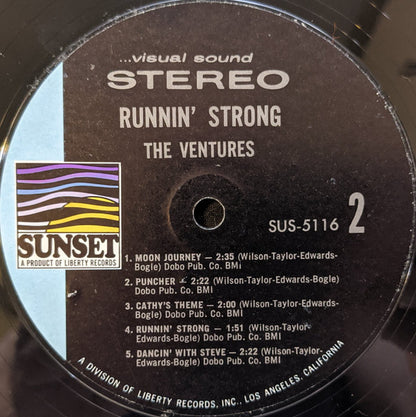 ...visual sound
STEREO
RUNNIN' STRONG
THE VENTURES
SUS-5116 2
SUNSET
A PRODUCT OF LIBERTY RECORDS
1. MOON JOURNEY — 2:35 (Wilson-Taylor-Edwards-
Bogle) Dobo Pub. Co. BMI
2. PUNCHER — 2:22 (Wilson-Taylor-Edwards-Bogle)
Dobo Pub. Co. BMI
3. CATHY'S THEME — 2:00 (Wilson-Taylor-Edwards-
Bogle) Dobo Pub. Co. BMI
4. RUNNIN' STRONG — 1:51 (Wilson-Taylor-
Edwards-Bogle) Dobo Pub. Co. BMI
5. DANCIN' WITH STEVE — 2:22 (Wilson-Taylor-
Edwards-Bogle) Dobo Pub. Co. BMI
A DIVISION OF LIBERTY RECORDS, INC., LOS ANGELES, CALIFORNIA